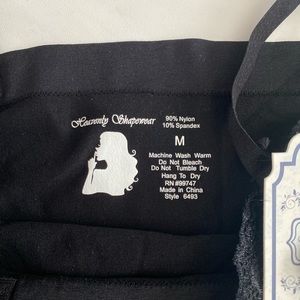 Heavenly Shapewear
90% Nylon
10% Spandex
M
Machine Wash Warm
Do Not Bleach
Do Not Tumble Dry
Hang To Dry
RN #99747
Made in China
Style 6493